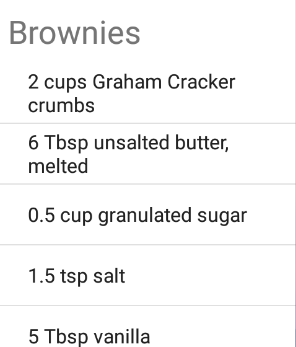 Brownies
2 cups Graham Cracker
crumbs
6 Tbsp unsalted butter,
melted
0.5 cup granulated sugar
1.5 tsp salt
5 Tbsp vanilla